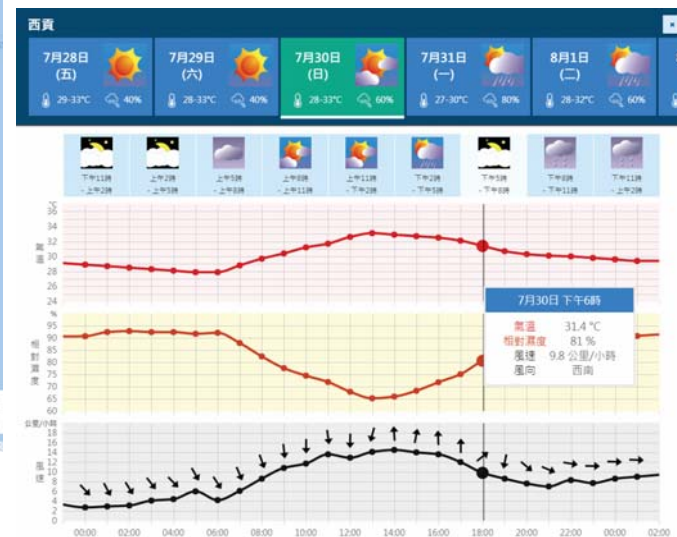 西貢
7月28日
(五)
29-33°C 40%
7月29日
(六)
28-33°C 40%
7月30日
(日)
28-33°C 60%
7月31日
(一)
27-30°C 80%
8月1日
(二)
28-32°C 60%
下午11時
- 上午2時
上午2時
- 上午5時
上午5時
- 上午8時
上午8時
- 上午11時
上午11時
- 下午2時
下午2時
- 下午5時
下午5時
- 下午8時
下午8時
- 下午11時
下午11時
- 上午2時
°C
氣溫
36
34
32
30
28
26
24
7月30日 下午6時
氣溫 31.4 °C
相對濕度 81 %
風速 9.8 公里/小時
風向 西南
%
相對濕度
95
90
85
80
75
70
65
60
公里/小時
風速
18
16
14
12
10
8
6
4
2
0
00:00 02:00 04:00 06:00 08:00 10:00 12:00 14:00 16:00 18:00 20:00 22:00 00:00 02:00